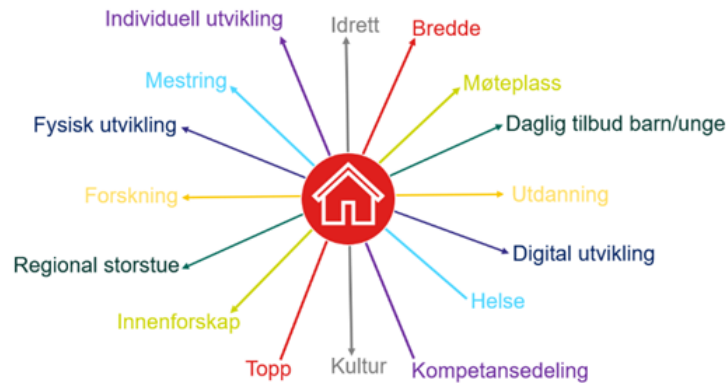 Individuell utvikling
Idrett
Bredde
Mestring
Møteplass
Fysisk utvikling
Daglig tilbud barn/unge
Forskning
Utdanning
Regional storstue
Digital utvikling
Innenforskap
Helse
Topp
Kultur
Kompetansedeling